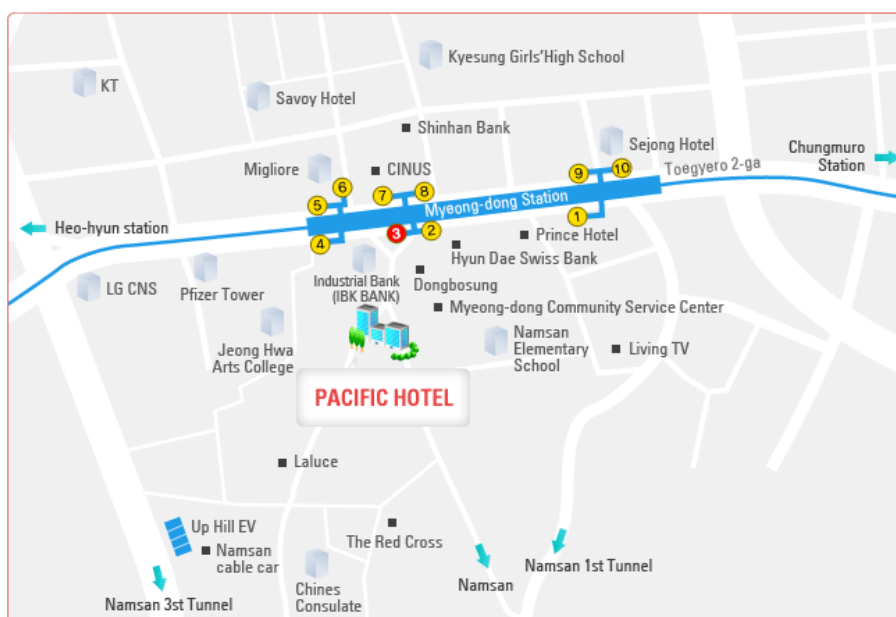 Kyesung Girls'High School
KT
Savoy Hotel
Shinhan Bank
Sejong Hotel
Chungmuro
Station
Toegyero 2-ga
Migliore
CINUS
9
10
6
7
8
5
Myeong-dong Station
1
Heo-hyun station
4
3
2
Prince Hotel
Hyun Dae Swiss Bank
Industrial Bank
(IBK BANK)
Dongbosung
LG CNS
Pfizer Tower
Myeong-dong Community Service Center
Jeong Hwa
Arts College
Namsan
Elementary
School
Living TV
PACIFIC HOTEL
Laluce
Up Hill EV
Namsan
cable car
The Red Cross
Namsan 1st Tunnel
Namsan
Chines
Consulate
Namsan 3st Tunnel